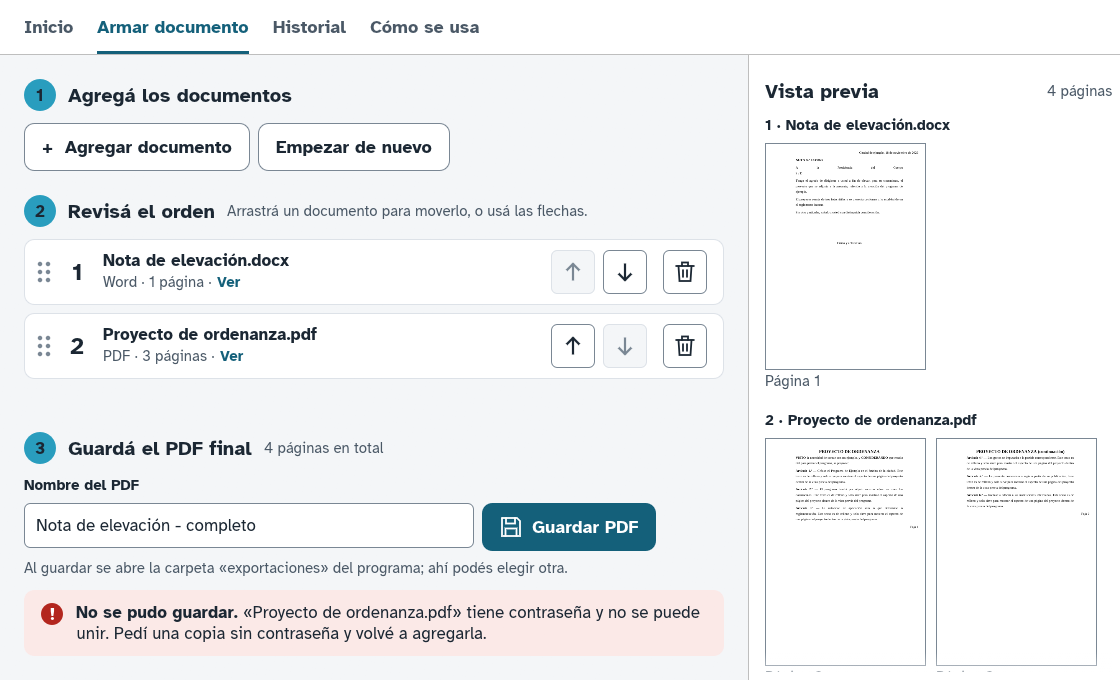 Inicio
Armar documento
Historial
Cómo se usa
1
Agregá los documentos
+ Agregar documento
Empezar de nuevo
2
Revisá el orden
Arrastrá un documento para moverlo, o usá las flechas.
1
Nota de elevación.docx
Word · 1 página · Ver
2
Proyecto de ordenanza.pdf
PDF · 3 páginas · Ver
3
Guardá el PDF final
4 páginas en total
Nombre del PDF
Nota de elevación - completo
Guardar PDF
Al guardar se abre la carpeta «exportaciones» del programa; ahí podés elegir otra.
No se pudo guardar. «Proyecto de ordenanza.pdf» tiene contraseña y no se puede
unir. Pedí una copia sin contraseña y volvé a agregarla.
Vista previa
4 páginas
1 · Nota de elevación.docx
Página 1
2 · Proyecto de ordenanza.pdf
PROYECTO DE ORDENANZA
PROYECTO DE ORDENANZA